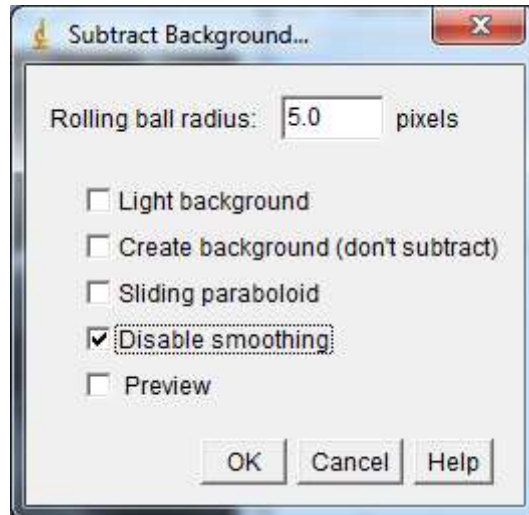 Subtract Background...
Rolling ball radius: 5.0 pixels
Light background
Create background (don't subtract)
Sliding paraboloid
Disable smoothing
Preview
OK Cancel Help